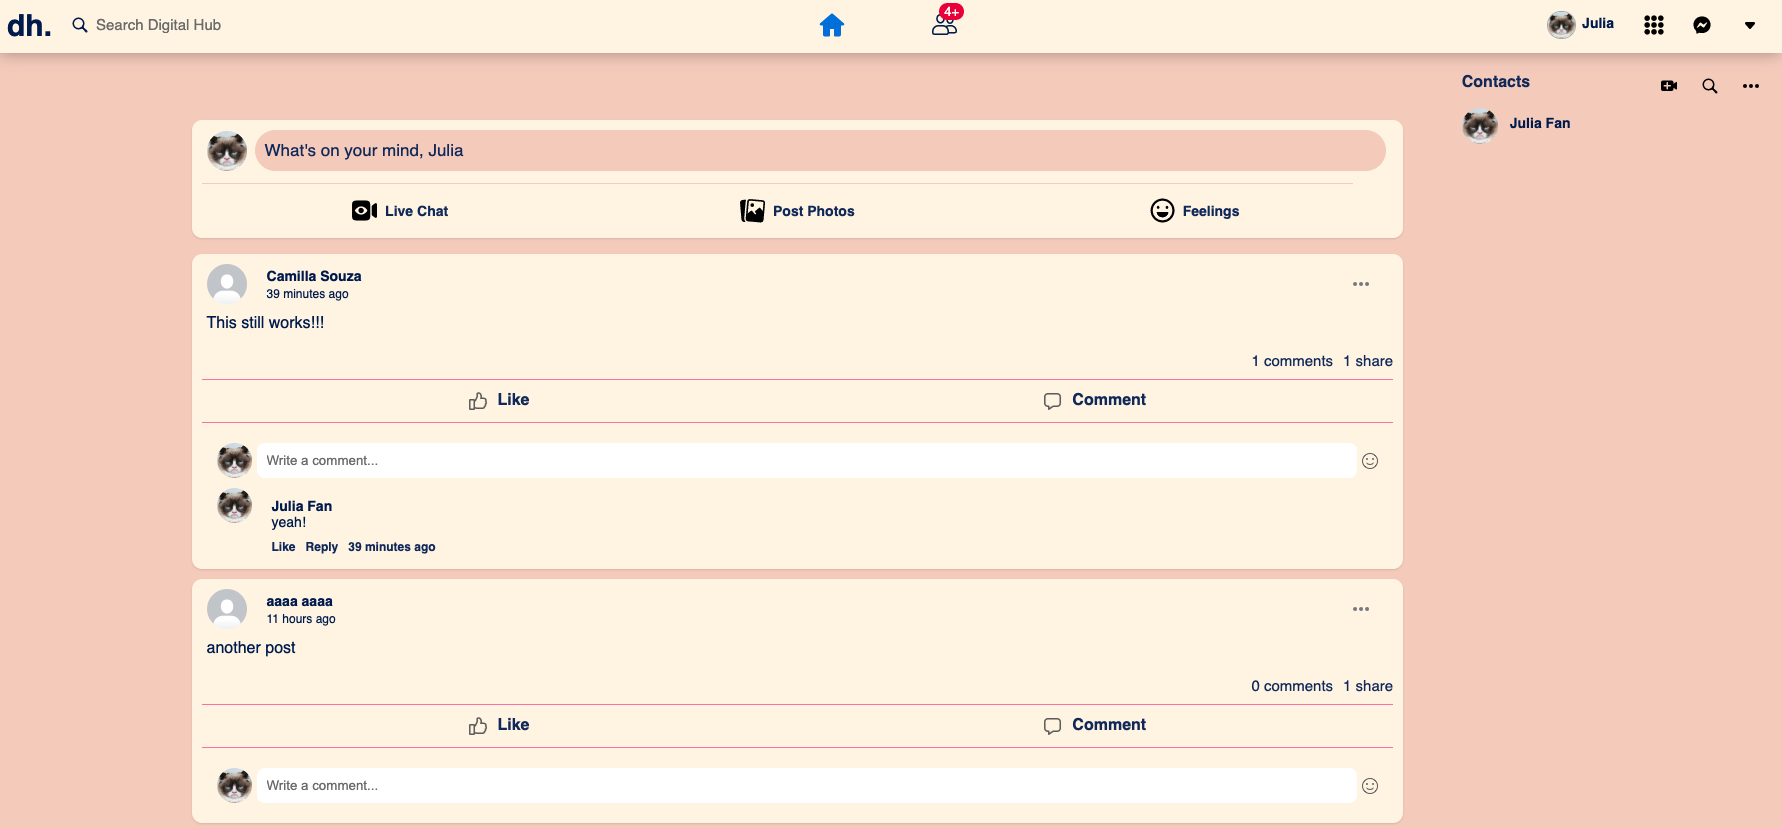 dh. Search Digital Hub 4+ Julia
Contacts
Julia Fan
What's on your mind, Julia
Live Chat Post Photos Feelings
Camilla Souza
39 minutes ago
This still works!!!
1 comments 1 share
Like Comment
Write a comment...
Julia Fan
yeah!
Like Reply 39 minutes ago
aaaa aaaa
11 hours ago
another post
0 comments 1 share
Like Comment
Write a comment...